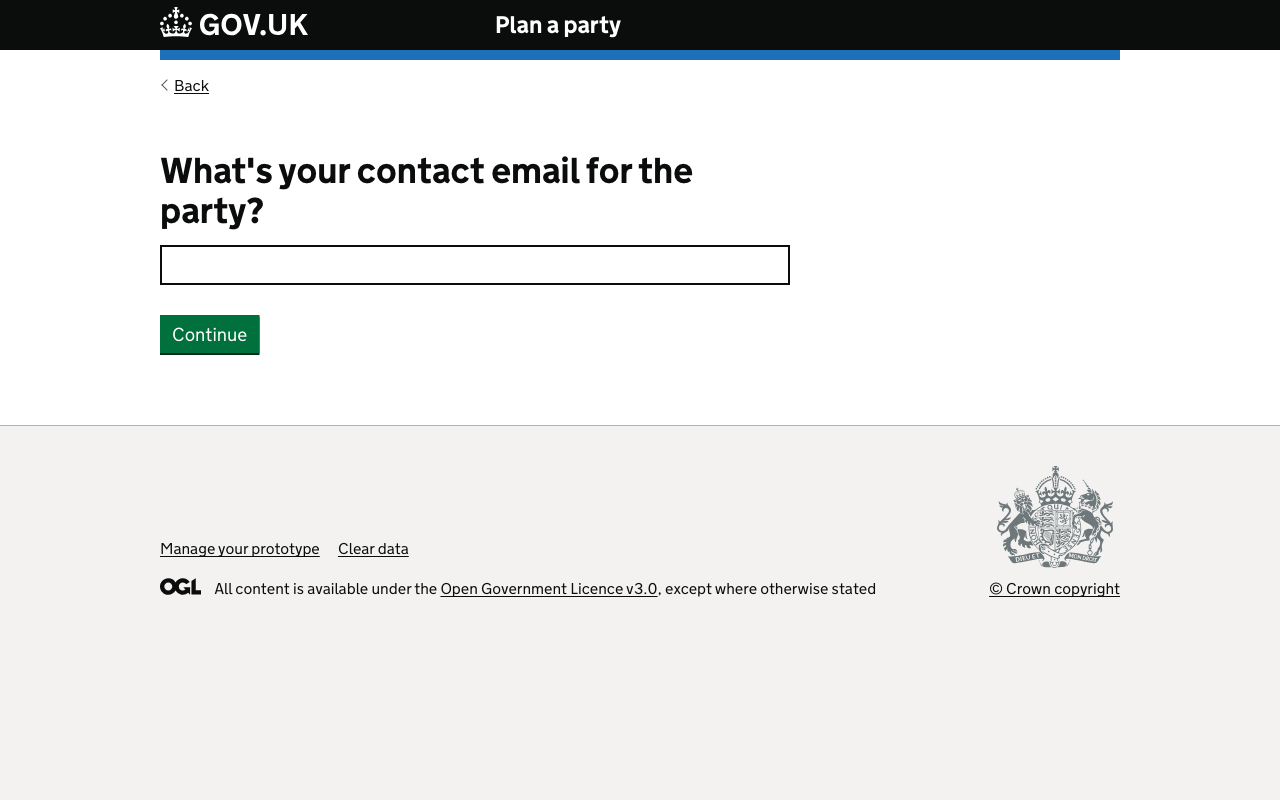 GOV.UK
Plan a party
Back
What's your contact email for the
party?
Continue
Manage your prototype Clear data
OGL All content is available under the Open Government Licence v3.0, except where otherwise stated
© Crown copyright